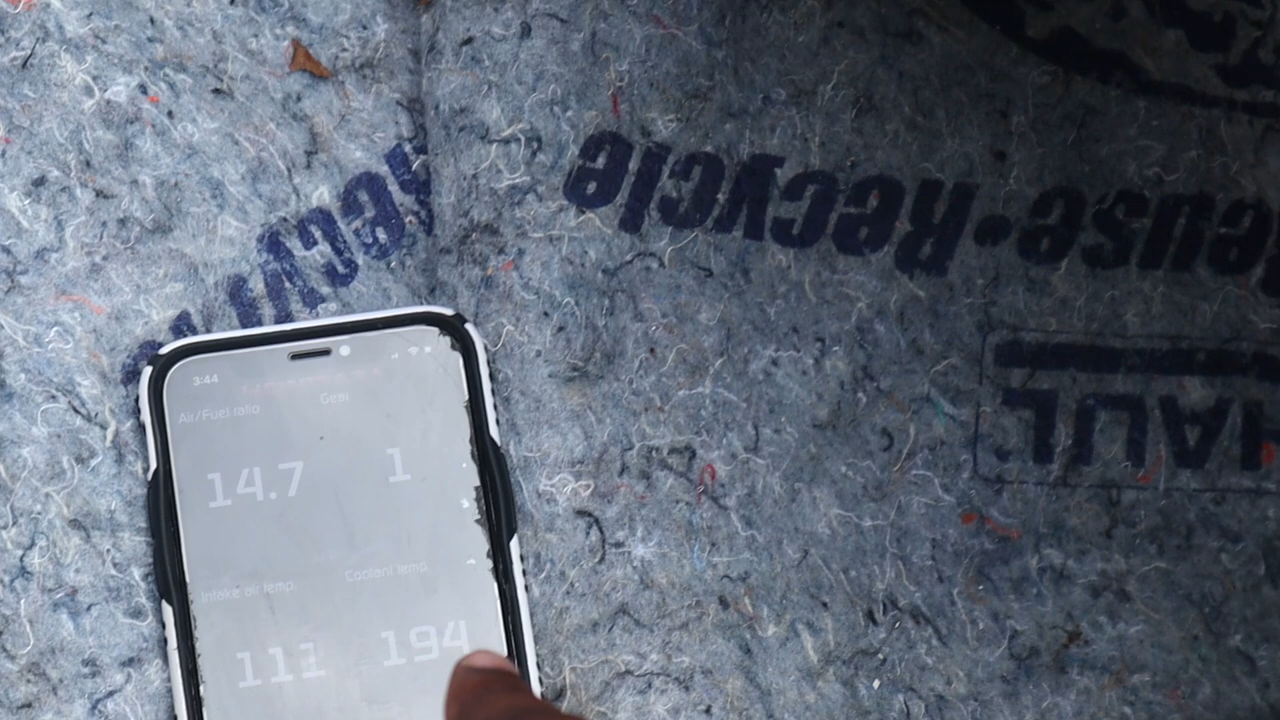 Recycle
euse•Recycle
HAUL
3:44
Air/Fuel ratio
Gear
14.7
1
Intake air temp.
Coolant temp.
111
194